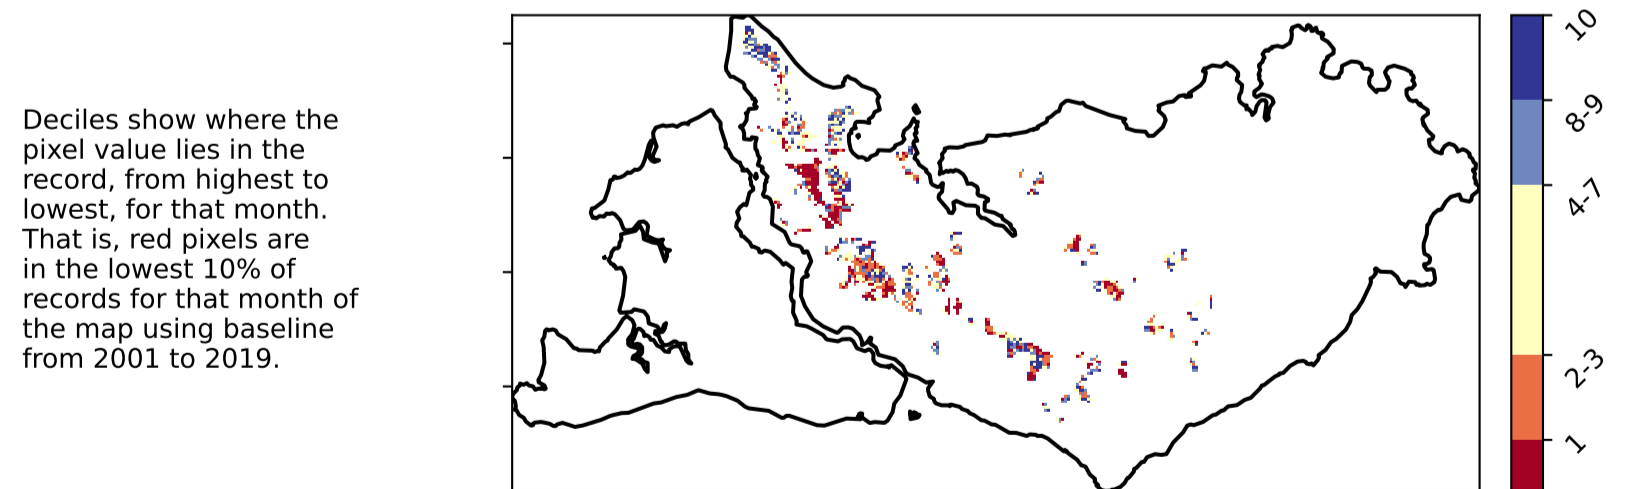 Deciles show where the
pixel value lies in the
record, from highest to
lowest, for that month.
That is, red pixels are
in the lowest 10% of
records for that month of
the map using baseline
from 2001 to 2019.
10
8-9
4-7
2-3
1